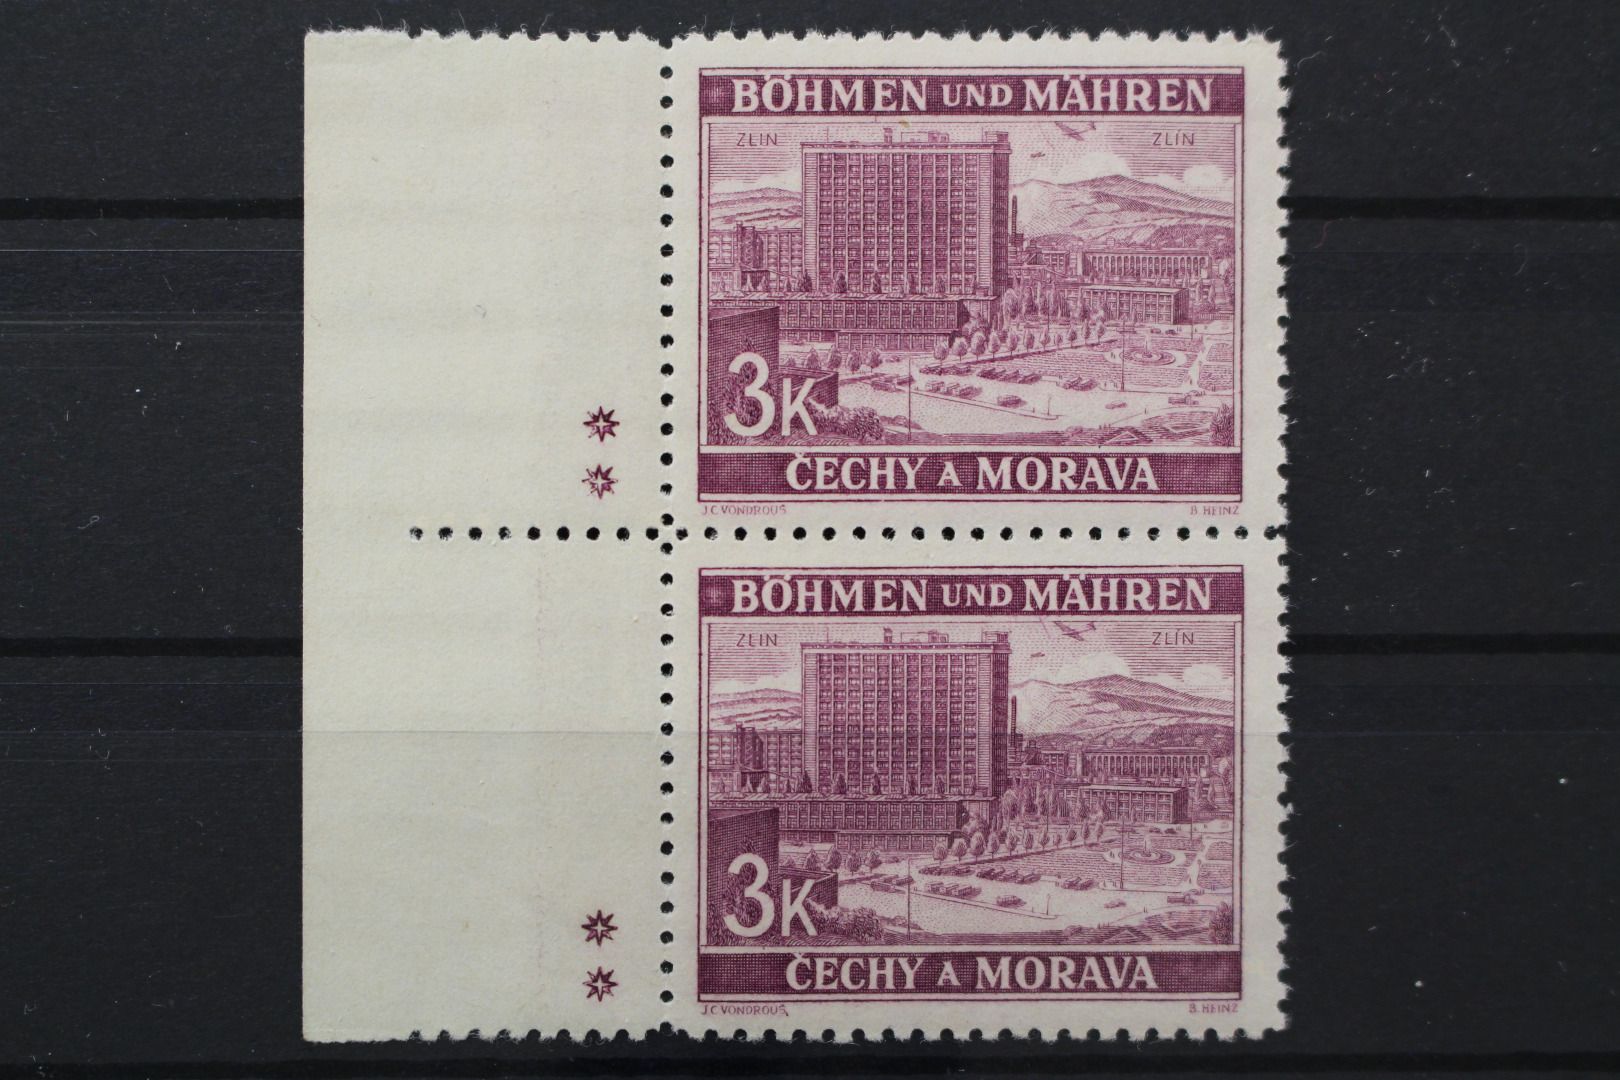 BÖHMEN UND MÄHREN
ZLIN ZLÍN
3K
ČECHY A MORAVA
J.C VONDROUŠ B. HEINZ
BÖHMEN UND MÄHREN
ZLIN ZLÍN
3K
ČECHY A MORAVA
J.C VONDROUŠ B. HEINZ